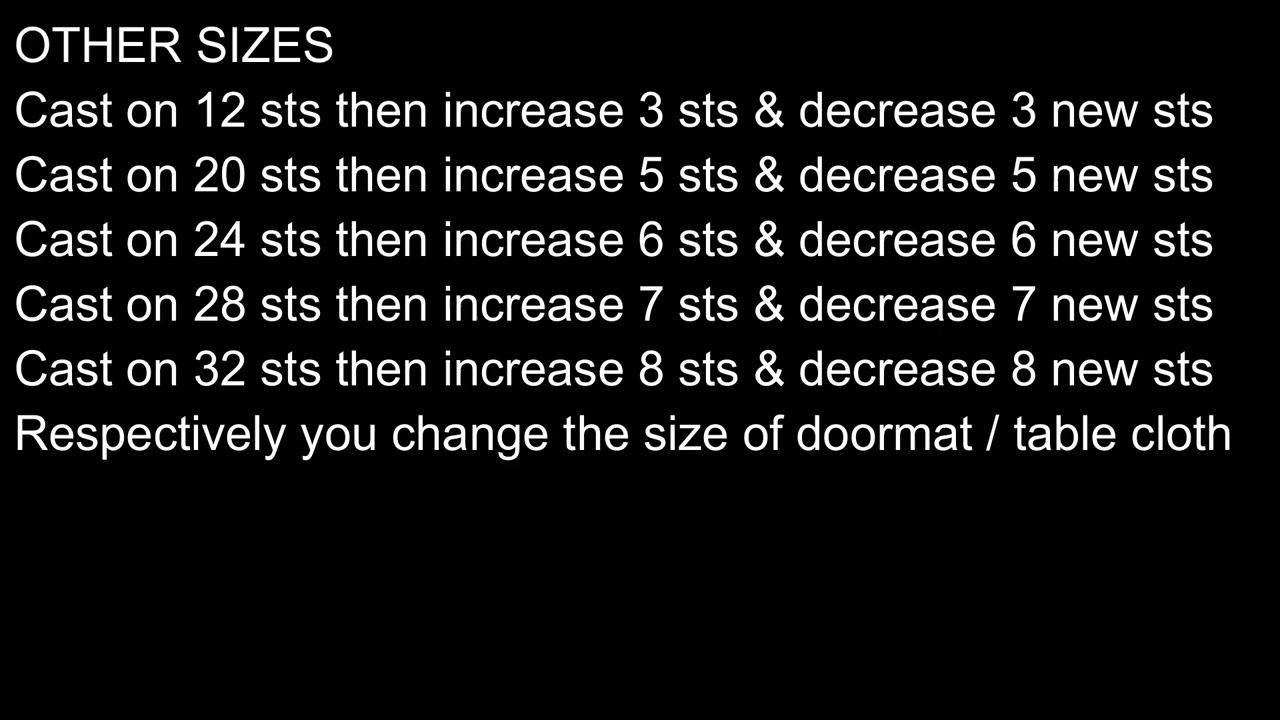 OTHER SIZES
Cast on 12 sts then increase 3 sts & decrease 3 new sts
Cast on 20 sts then increase 5 sts & decrease 5 new sts
Cast on 24 sts then increase 6 sts & decrease 6 new sts
Cast on 28 sts then increase 7 sts & decrease 7 new sts
Cast on 32 sts then increase 8 sts & decrease 8 new sts
Respectively you change the size of doormat / table cloth